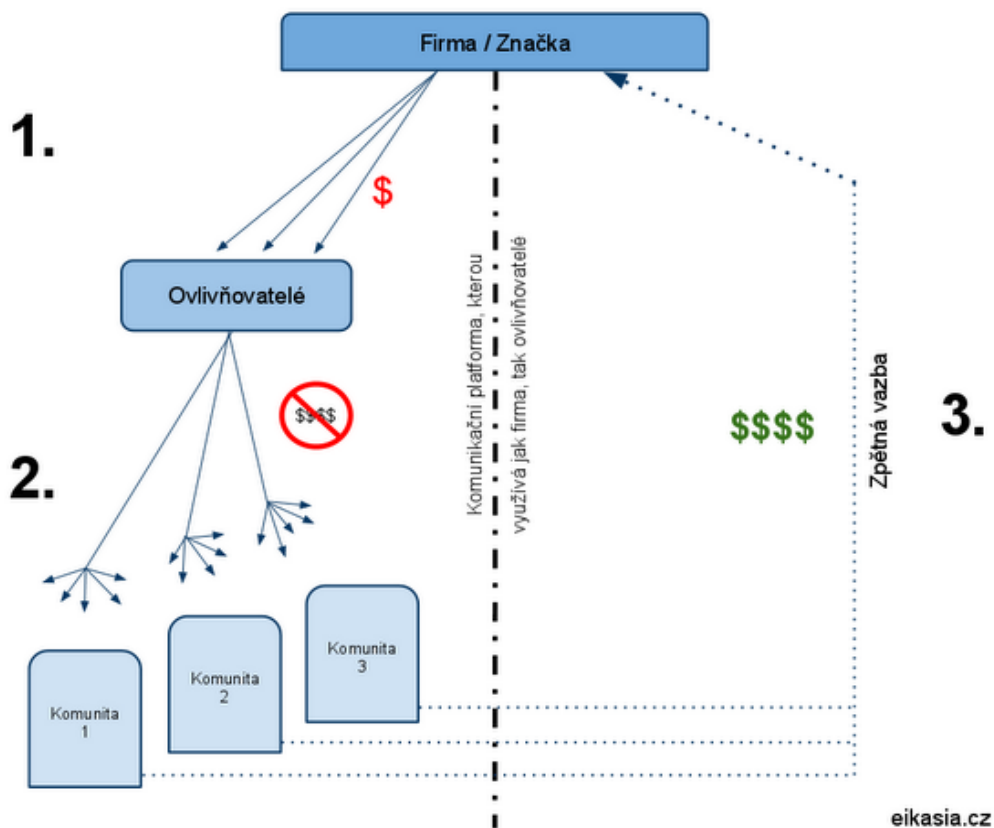 Firma / Značka
1.
$
Ovlivňovatelé
Komunikační platforma, kterou
využívá jak firma, tak ovlivňovatelé
$$$$
$$$$
Zpětná vazba
3.
2.
Komunita
3
Komunita
2
Komunita
1
eikasia.cz